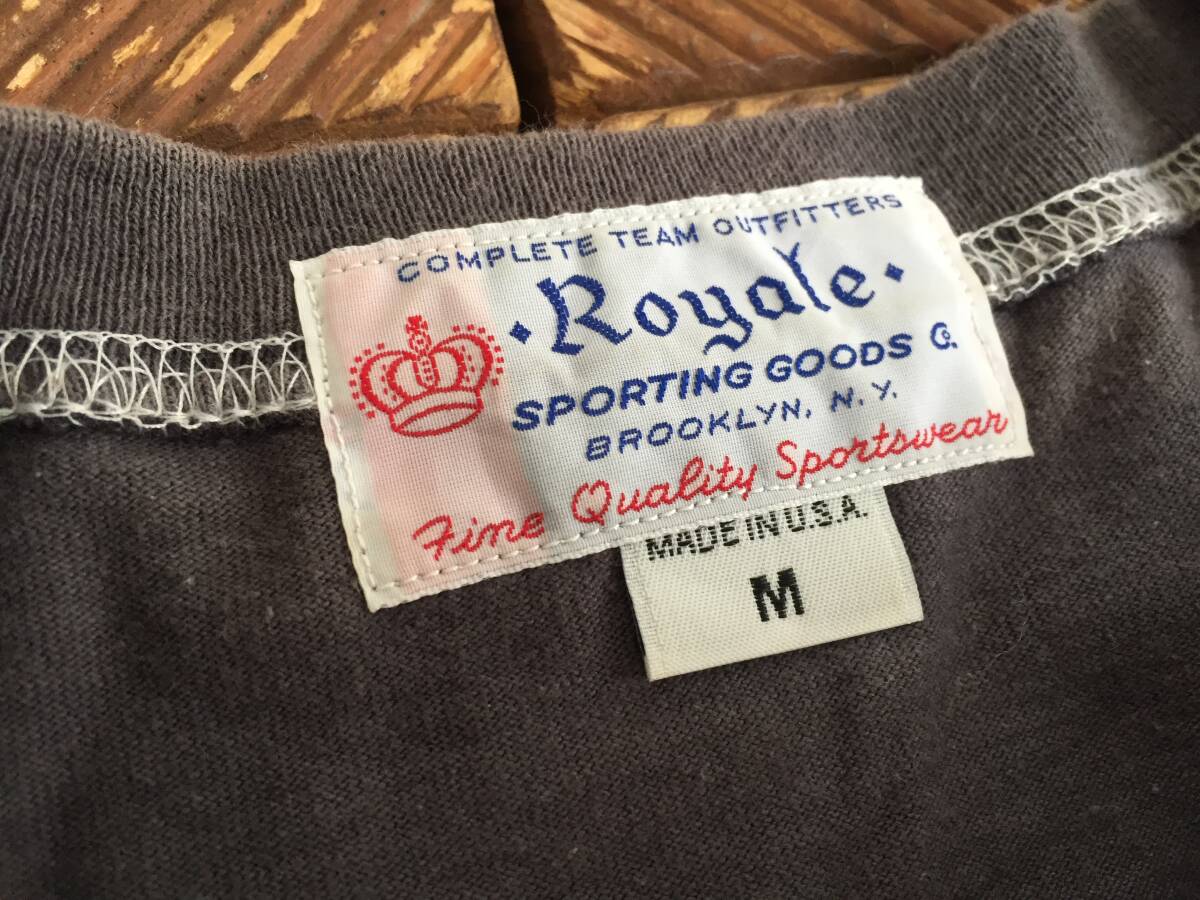 COMPLETE TEAM OUTFITTERS
· Royale ·
SPORTING GOODS Co.
BROOKLYN, N.Y.
Fine Quality Sportswear
MADE IN U.S.A.
M